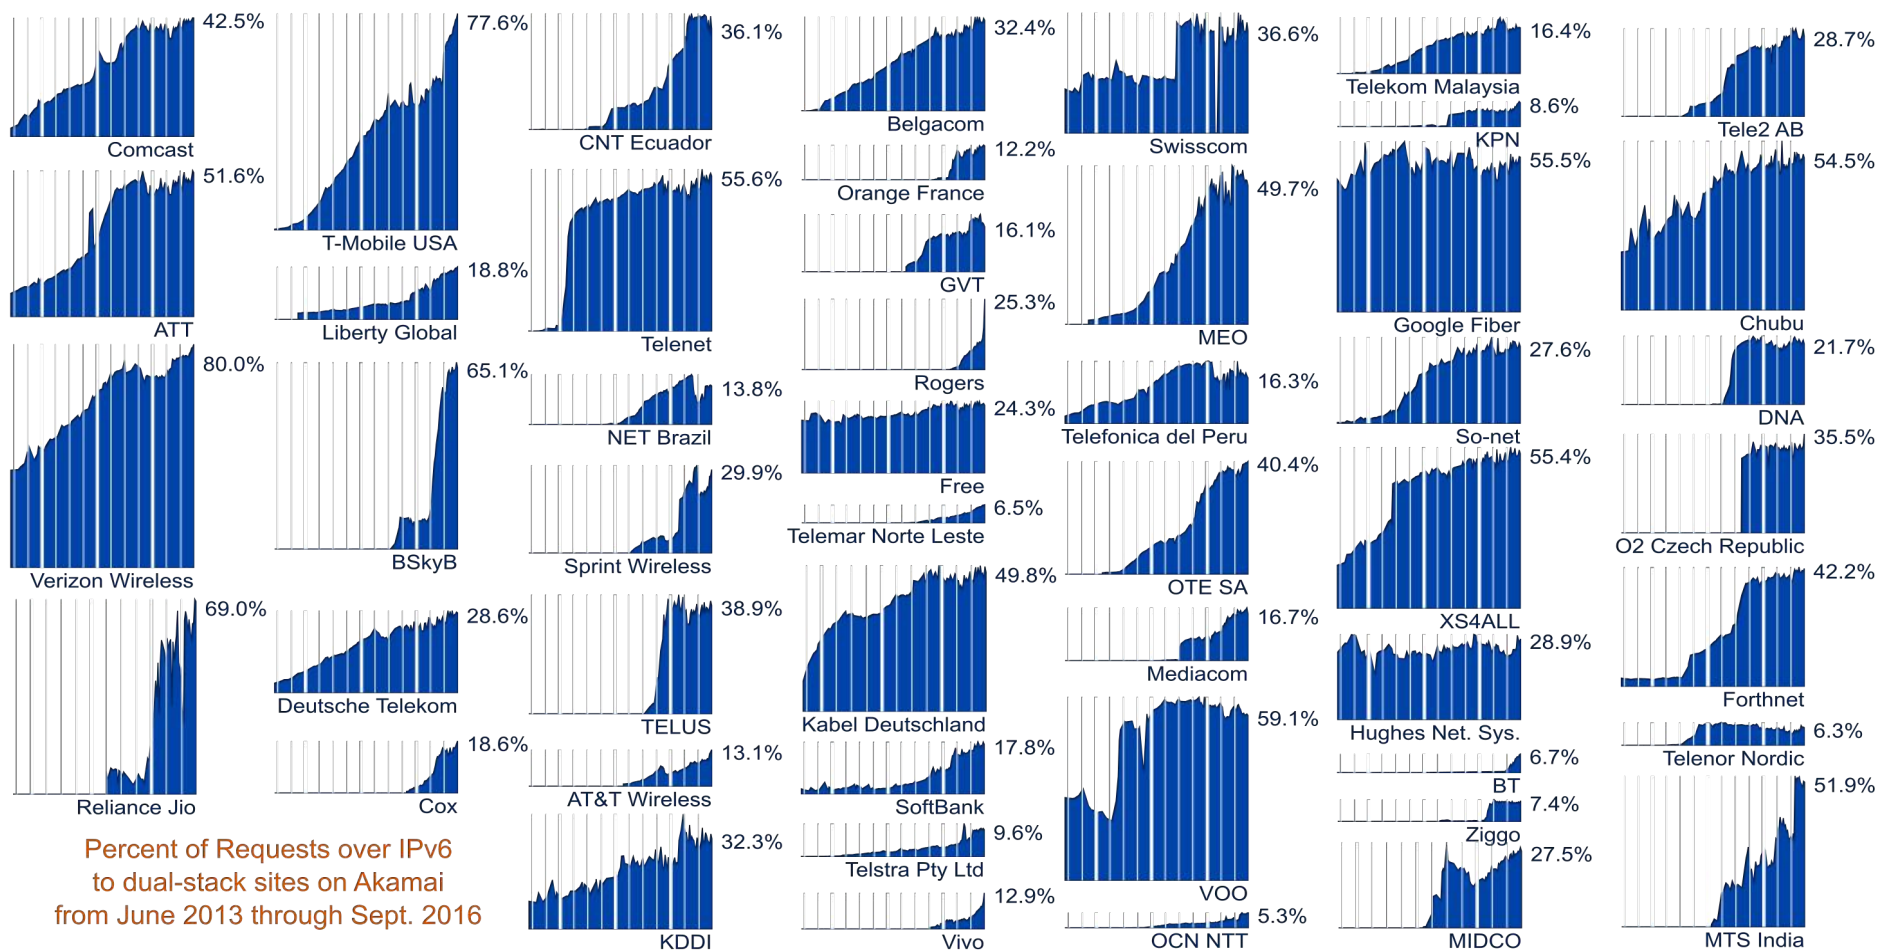 42.5%
Comcast
51.6%
ATT
80.0%
Verizon Wireless
69.0%
Reliance Jio
Percent of Requests over IPv6
to dual-stack sites on Akamai
from June 2013 through Sept. 2016
77.6%
T-Mobile USA
18.8%
Liberty Global
65.1%
BSkyB
28.6%
Deutsche Telekom
18.6%
Cox
36.1%
CNT Ecuador
55.6%
Telenet
13.8%
NET Brazil
29.9%
Sprint Wireless
38.9%
TELUS
13.1%
AT&T Wireless
32.3%
KDDI
32.4%
Belgacom
12.2%
Orange France
16.1%
GVT
25.3%
Rogers
24.3%
Free
6.5%
Telemar Norte Leste
49.8%
Kabel Deutschland
17.8%
SoftBank
9.6%
Telstra Pty Ltd
12.9%
Vivo
36.6%
Swisscom
49.7%
MEO
16.3%
Telefonica del Peru
40.4%
OTE SA
16.7%
Mediacom
59.1%
VOO
5.3%
OCN NTT
16.4%
Telekom Malaysia
8.6%
KPN
55.5%
Google Fiber
27.6%
So-net
55.4%
XS4ALL
28.9%
Hughes Net. Sys.
6.7%
BT
7.4%
Ziggo
27.5%
MIDCO
28.7%
Tele2 AB
54.5%
Chubu
21.7%
DNA
35.5%
O2 Czech Republic
42.2%
Forthnet
6.3%
Telenor Nordic
51.9%
MTS India